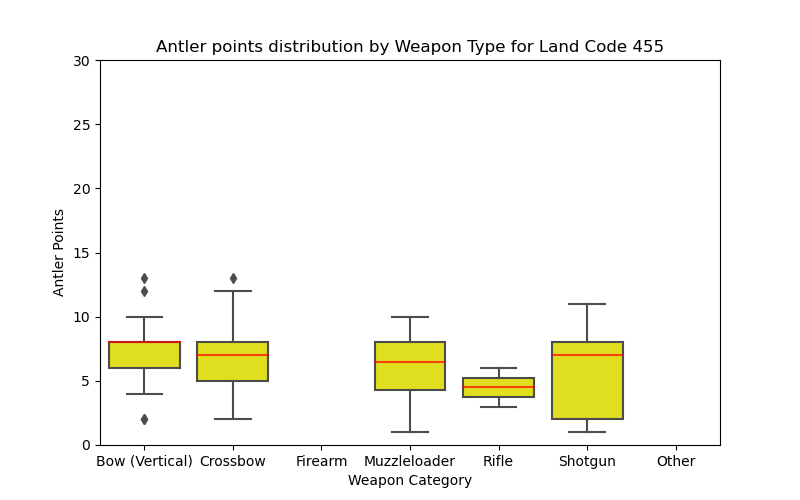 Antler points distribution by Weapon Type for Land Code 455
30
25
20
15
10
5
0
Antler Points
Bow (Vertical) Crossbow Firearm Muzzleloader Rifle Shotgun Other
Weapon Category